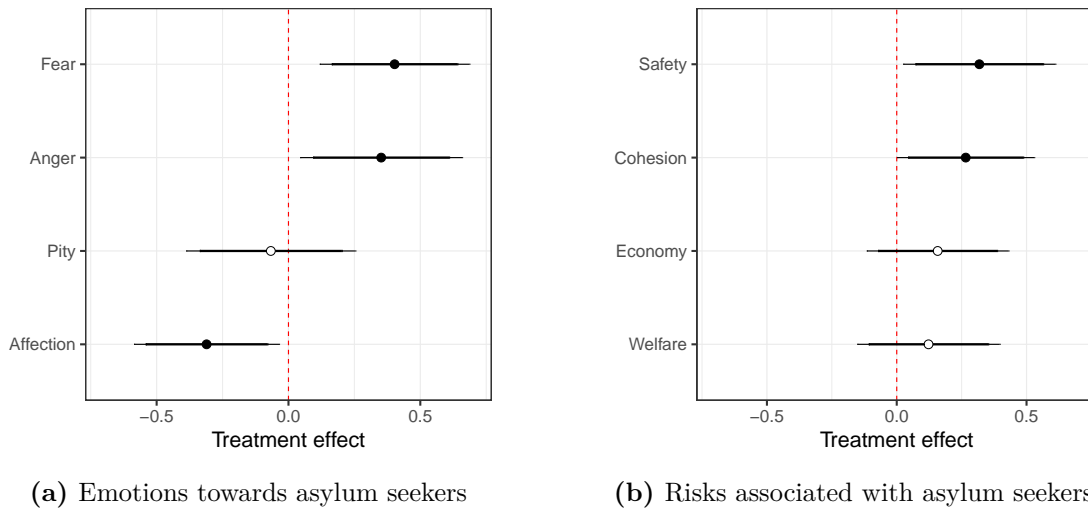 Fear
Anger
Pity
Affection
−0.5 0.0 0.5
Treatment effect
(a) Emotions towards asylum seekers
Safety
Cohesion
Economy
Welfare
−0.5 0.0 0.5
Treatment effect
(b) Risks associated with asylum seekers